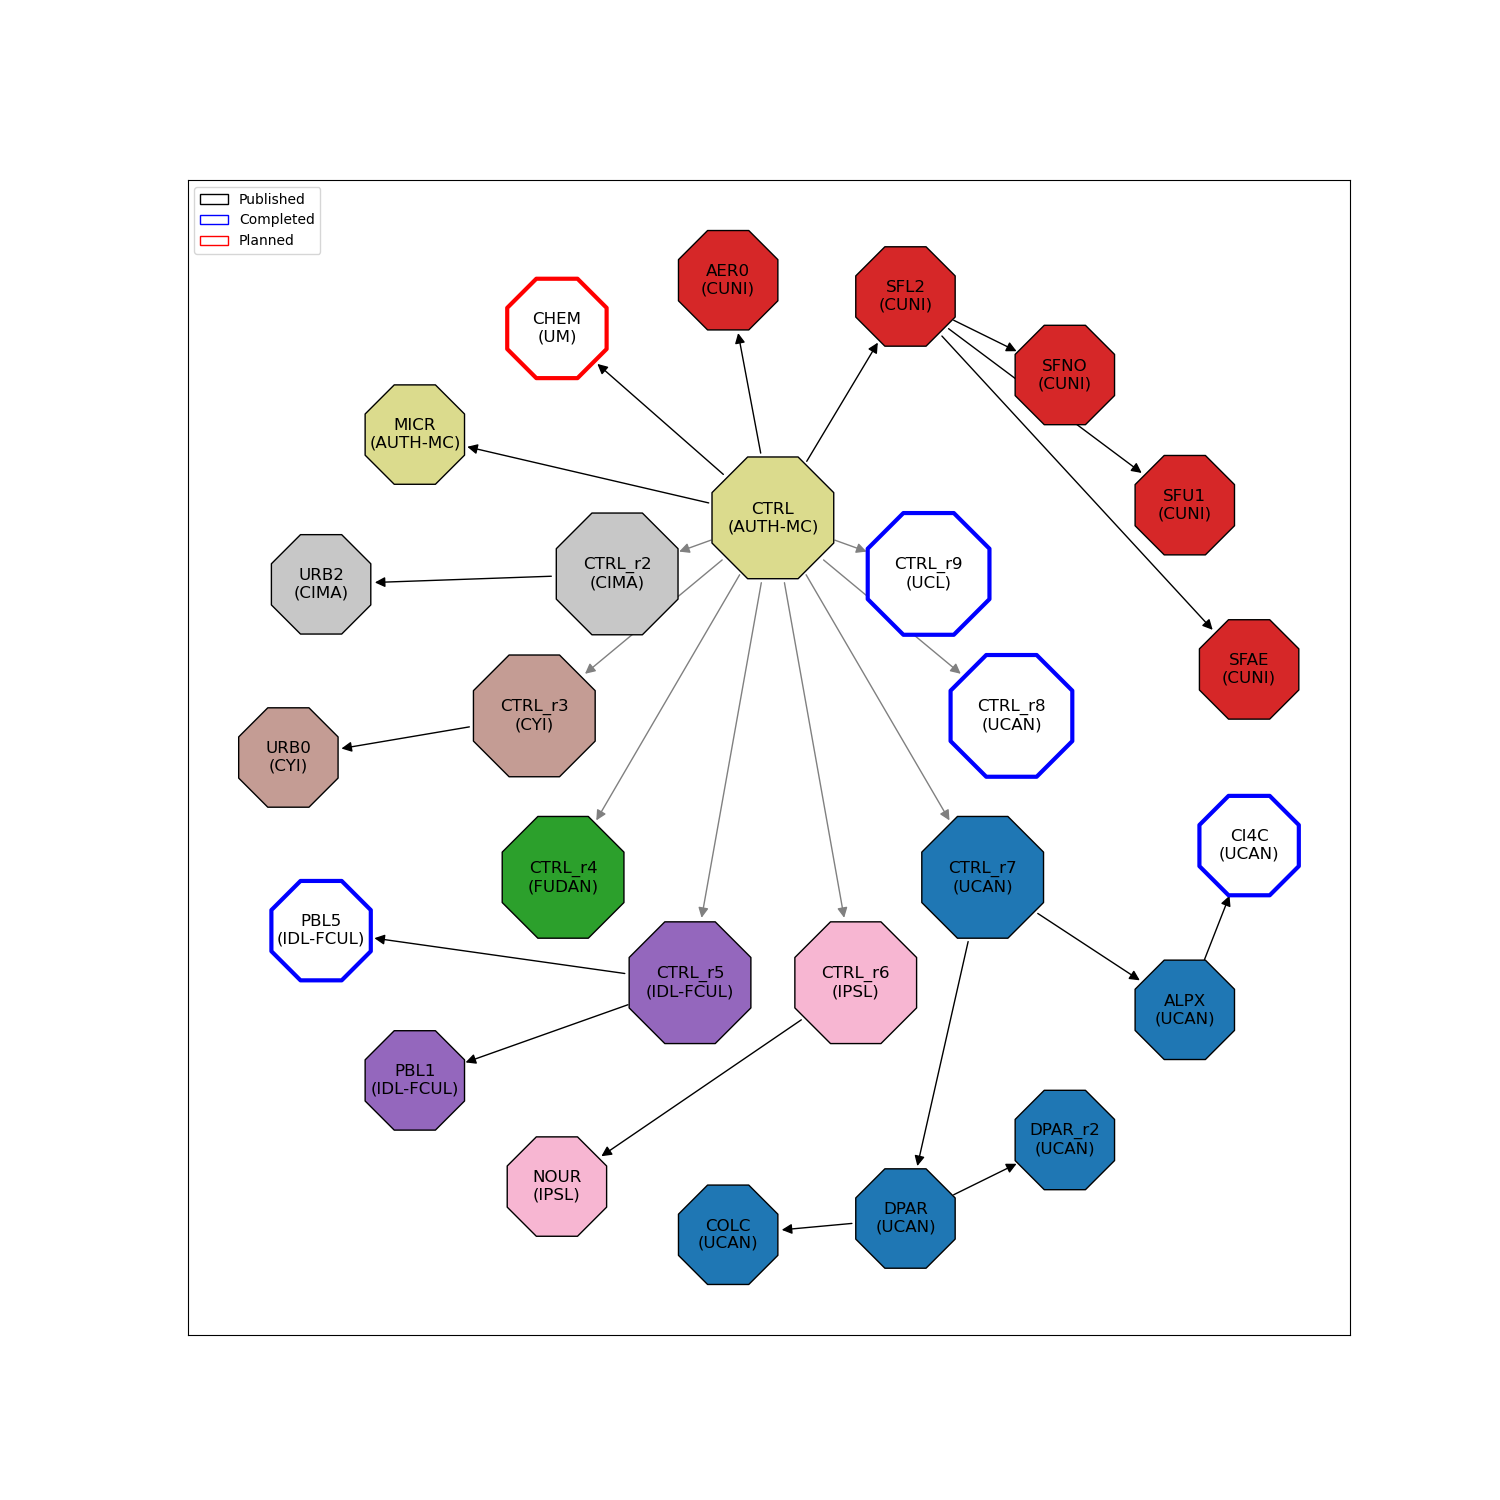 Published
Completed
Planned
AER0
(CUNI)
SFL2
(CUNI)
CHEM
(UM)
SFNO
(CUNI)
MICR
(AUTH-MC)
CTRL
(AUTH-MC)
SFU1
(CUNI)
CTRL_r2
(CIMA)
CTRL_r9
(UCL)
URB2
(CIMA)
SFAE
(CUNI)
CTRL_r3
(CYI)
CTRL_r8
(UCAN)
URB0
(CYI)
CI4C
(UCAN)
CTRL_r4
(FUDAN)
CTRL_r7
(UCAN)
PBL5
(IDL-FCUL)
CTRL_r5
(IDL-FCUL)
CTRL_r6
(IPSL)
ALPX
(UCAN)
PBL1
(IDL-FCUL)
DPAR_r2
(UCAN)
NOUR
(IPSL)
DPAR
(UCAN)
COLC
(UCAN)